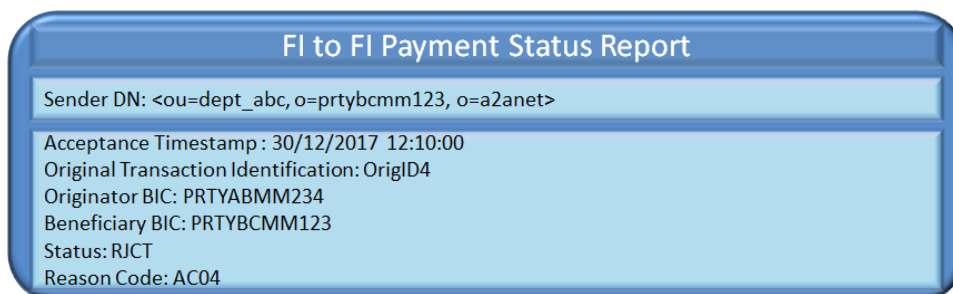 FI to FI Payment Status Report
Sender DN: <ou=dept_abc, o=prtybcmm123, o=a2anet>
Acceptance Timestamp : 30/12/2017 12:10:00
Original Transaction Identification: OrigID4
Originator BIC: PRTYABMM234
Beneficiary BIC: PRTYBCMM123
Status: RJCT
Reason Code: AC04